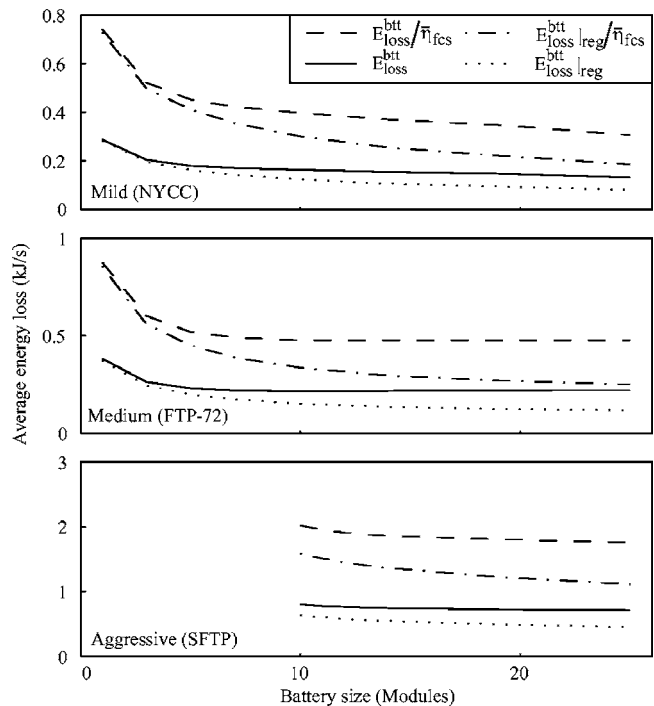 0.8
0.6
0.4
0.2
0
E_loss^btt/η̄_fcs
E_loss^btt
E_loss^btt|_reg/η̄_fcs
E_loss^btt|_reg
Mild (NYCC)
1
0.5
0
Medium (FTP-72)
3
2
1
0
Aggressive (SFTP)
0 10 20
Average energy loss (kJ/s)
Battery size (Modules)